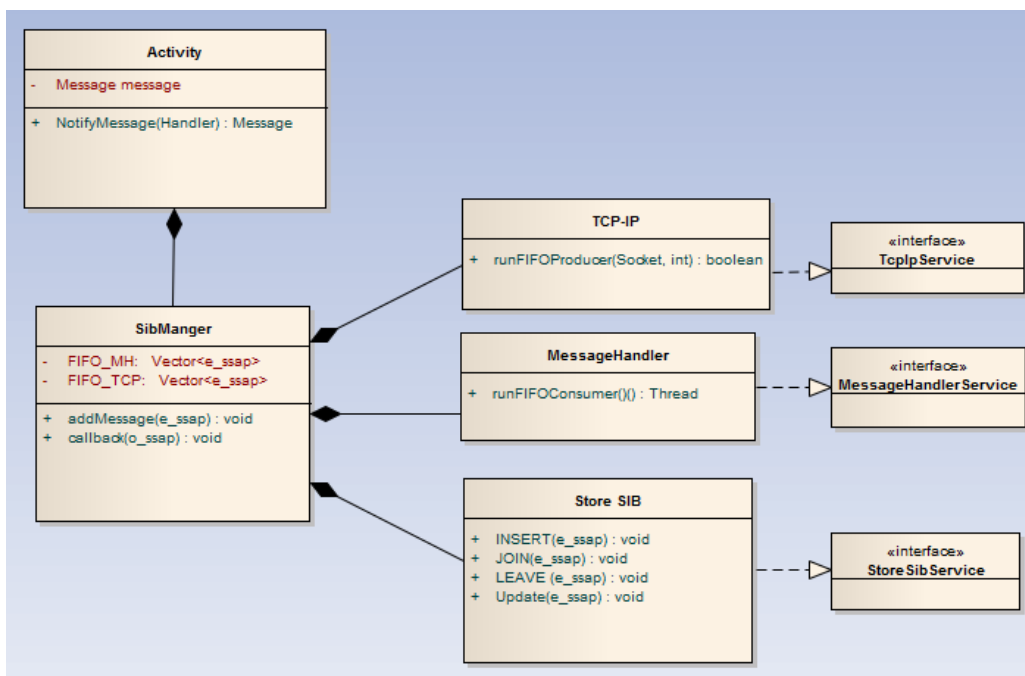 Activity
- Message message
+ NotifyMessage(Handler) : Message
TCP-IP
+ runFIFOProducer(Socket, int) : boolean
«interface»
TcpIpService
SibManger
- FIFO_MH: Vector<e_ssap>
- FIFO_TCP: Vector<e_ssap>
+ addMessage(e_ssap) : void
+ callback(o_ssap) : void
MessageHandler
+ runFIFOConsumer()() : Thread
«interface»
MessageHandlerService
Store SIB
+ INSERT(e_ssap) : void
+ JOIN(e_ssap) : void
+ LEAVE (e_ssap) : void
+ Update(e_ssap) : void
«interface»
StoreSibService